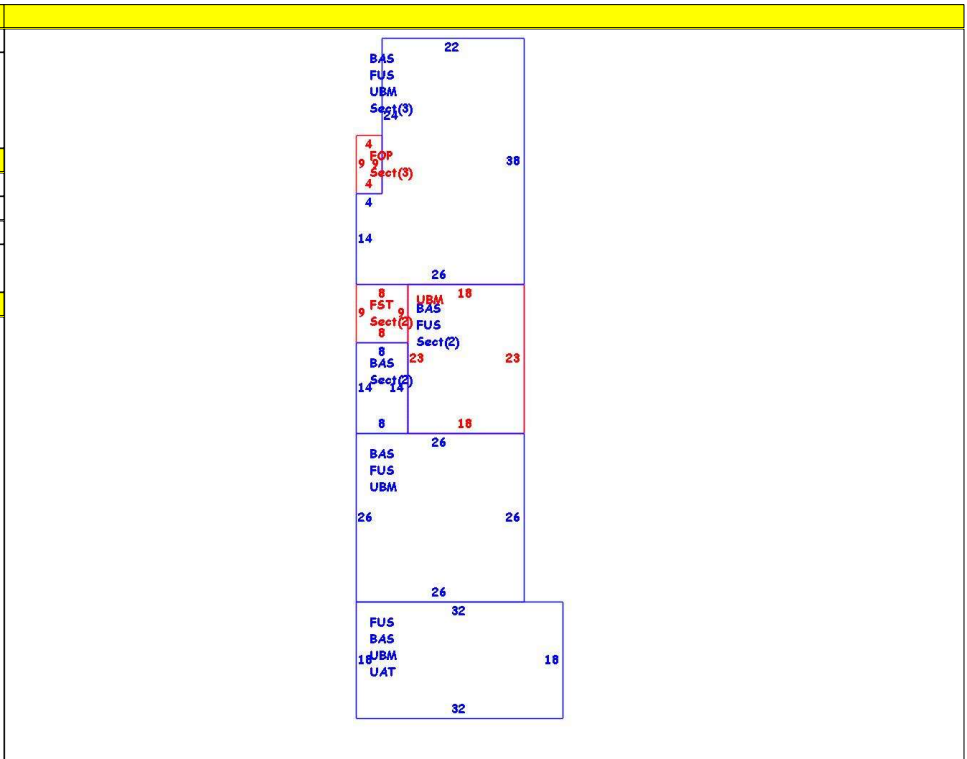 22
BAS
FUS
UBM
Sect(3)
24
4
FOP
9 9
38
Sect(3)
4
4
14
26
8
18
UBM
FST
BAS
9 9
Sect(2)
FUS
8
Sect(2)
8
23
23
BAS
Sect(2)
14 14
8
18
26
BAS
FUS
UBM
26
26
26
32
FUS
BAS
UBM
18
18
UAT
32